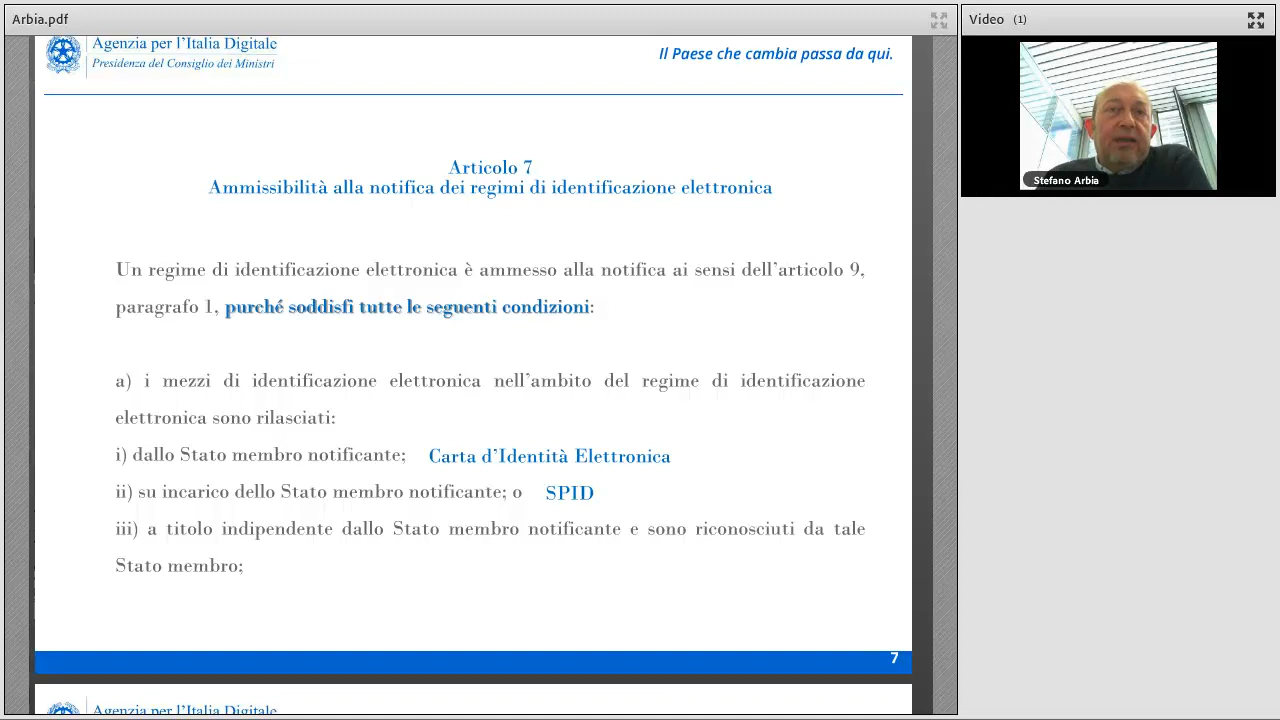 Arbia.pdf
Video (1)
Agenzia per l'Italia Digitale
Presidenza del Consiglio dei Ministri
Il Paese che cambia passa da qui.
Stefano Arbia
Articolo 7
Ammissibilità alla notifica dei regimi di identificazione elettronica
Un regime di identificazione elettronica è ammesso alla notifica ai sensi dell'articolo 9,
paragrafo 1, purché soddisfi tutte le seguenti condizioni:
a) i mezzi di identificazione elettronica nell'ambito del regime di identificazione
elettronica sono rilasciati:
i) dallo Stato membro notificante; Carta d'Identità Elettronica
ii) su incarico dello Stato membro notificante; o SPID
iii) a titolo indipendente dallo Stato membro notificante e sono riconosciuti da tale
Stato membro;
7
Agenzia per l'Italia Digitale